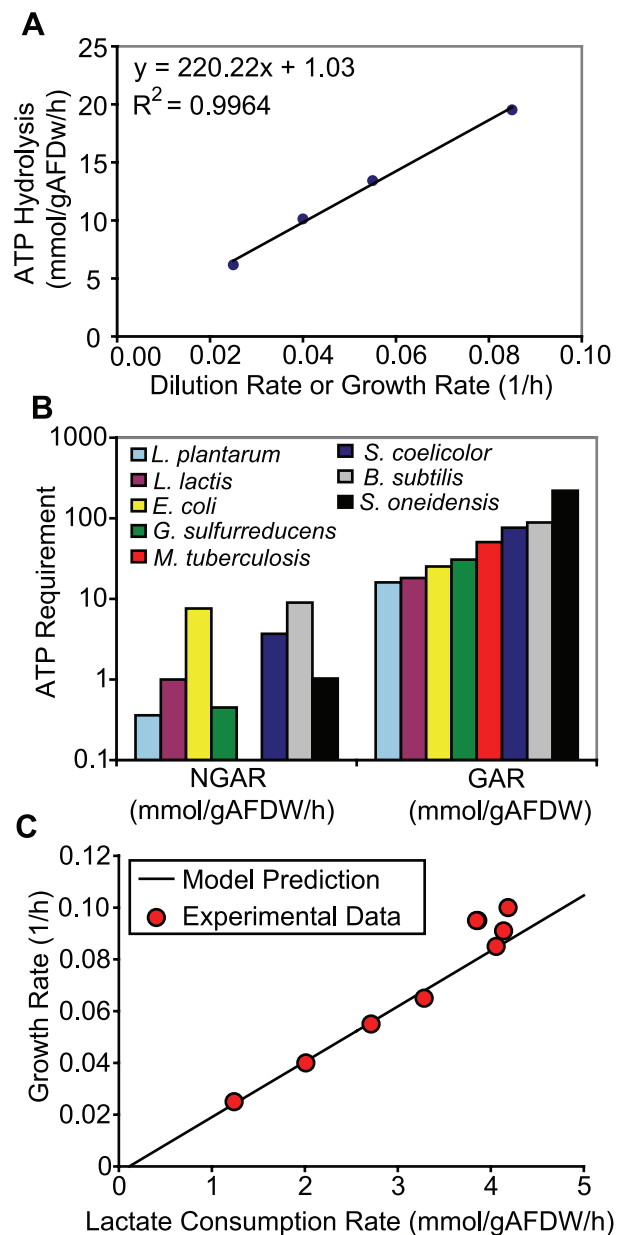 A
y = 220.22x + 1.03
R² = 0.9964
ATP Hydrolysis
(mmol/gAFDw/h)
25
20
15
10
5
0
0.00 0.02 0.04 0.06 0.08 0.10
Dilution Rate or Growth Rate (1/h)
B
ATP Requirement
1000
100
10
1
0.1
L. plantarum
L. lactis
E. coli
G. sulfurreducens
M. tuberculosis
S. coelicolor
B. subtilis
S. oneidensis
NGAR
(mmol/gAFDW/h)
GAR
(mmol/gAFDW)
C
Growth Rate (1/h)
0.12
0.10
0.08
0.06
0.04
0.02
0
Model Prediction
Experimental Data
0 1 2 3 4 5
Lactate Consumption Rate (mmol/gAFDW/h)